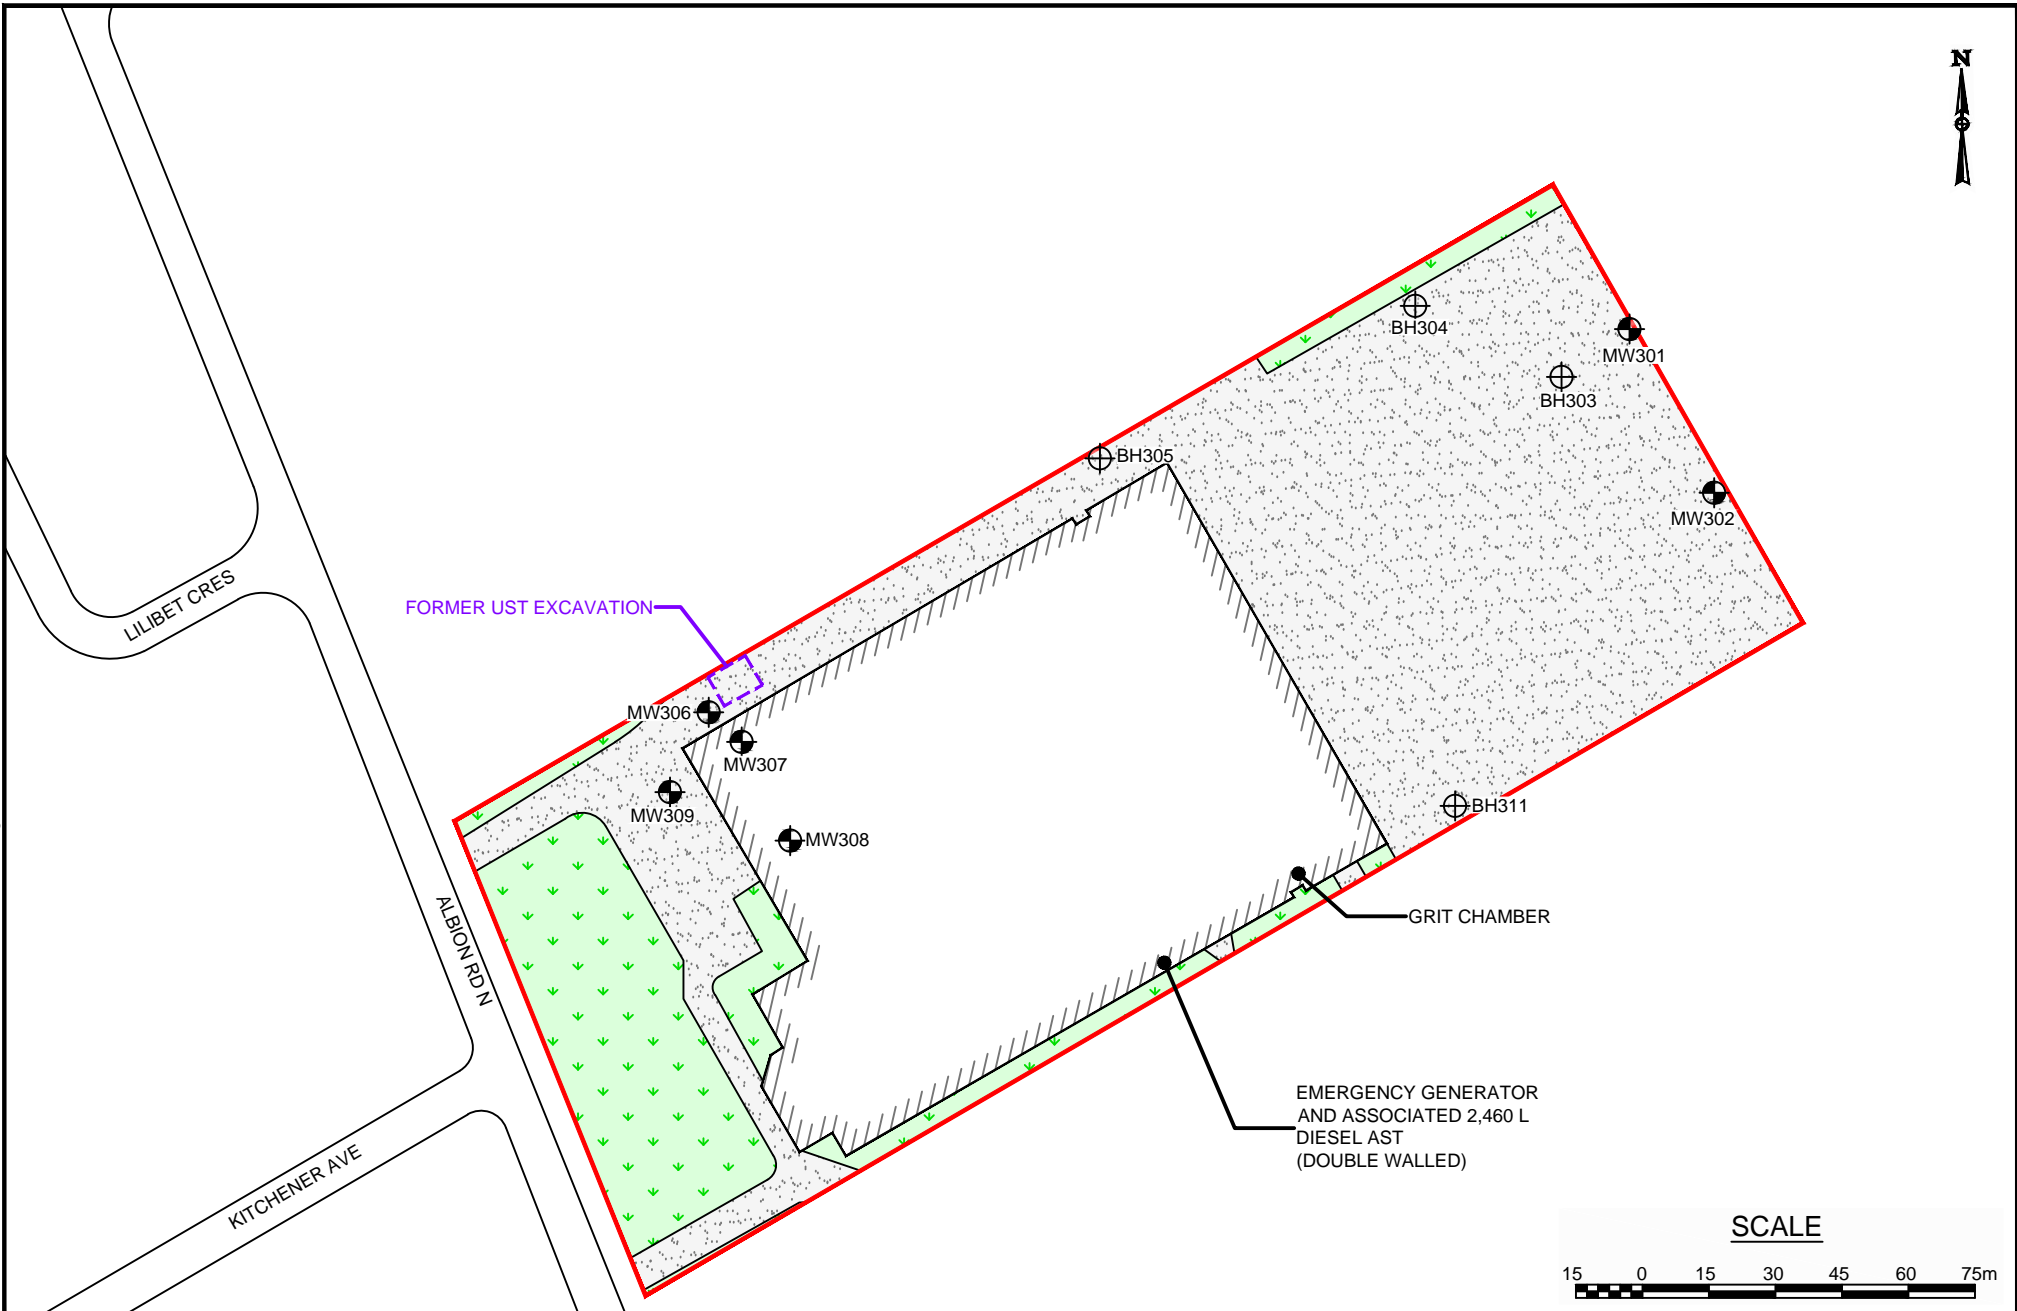 N
BH304
MW301
BH303
BH305
MW302
LILIBET CRES
FORMER UST EXCAVATION
MW306
MW307
MW309
BH311
MW308
ALBION RD N
GRIT CHAMBER
EMERGENCY GENERATOR
AND ASSOCIATED 2,460 L
DIESEL AST
(DOUBLE WALLED)
KITCHENER AVE
SCALE
15 0 15 30 45 60 75m